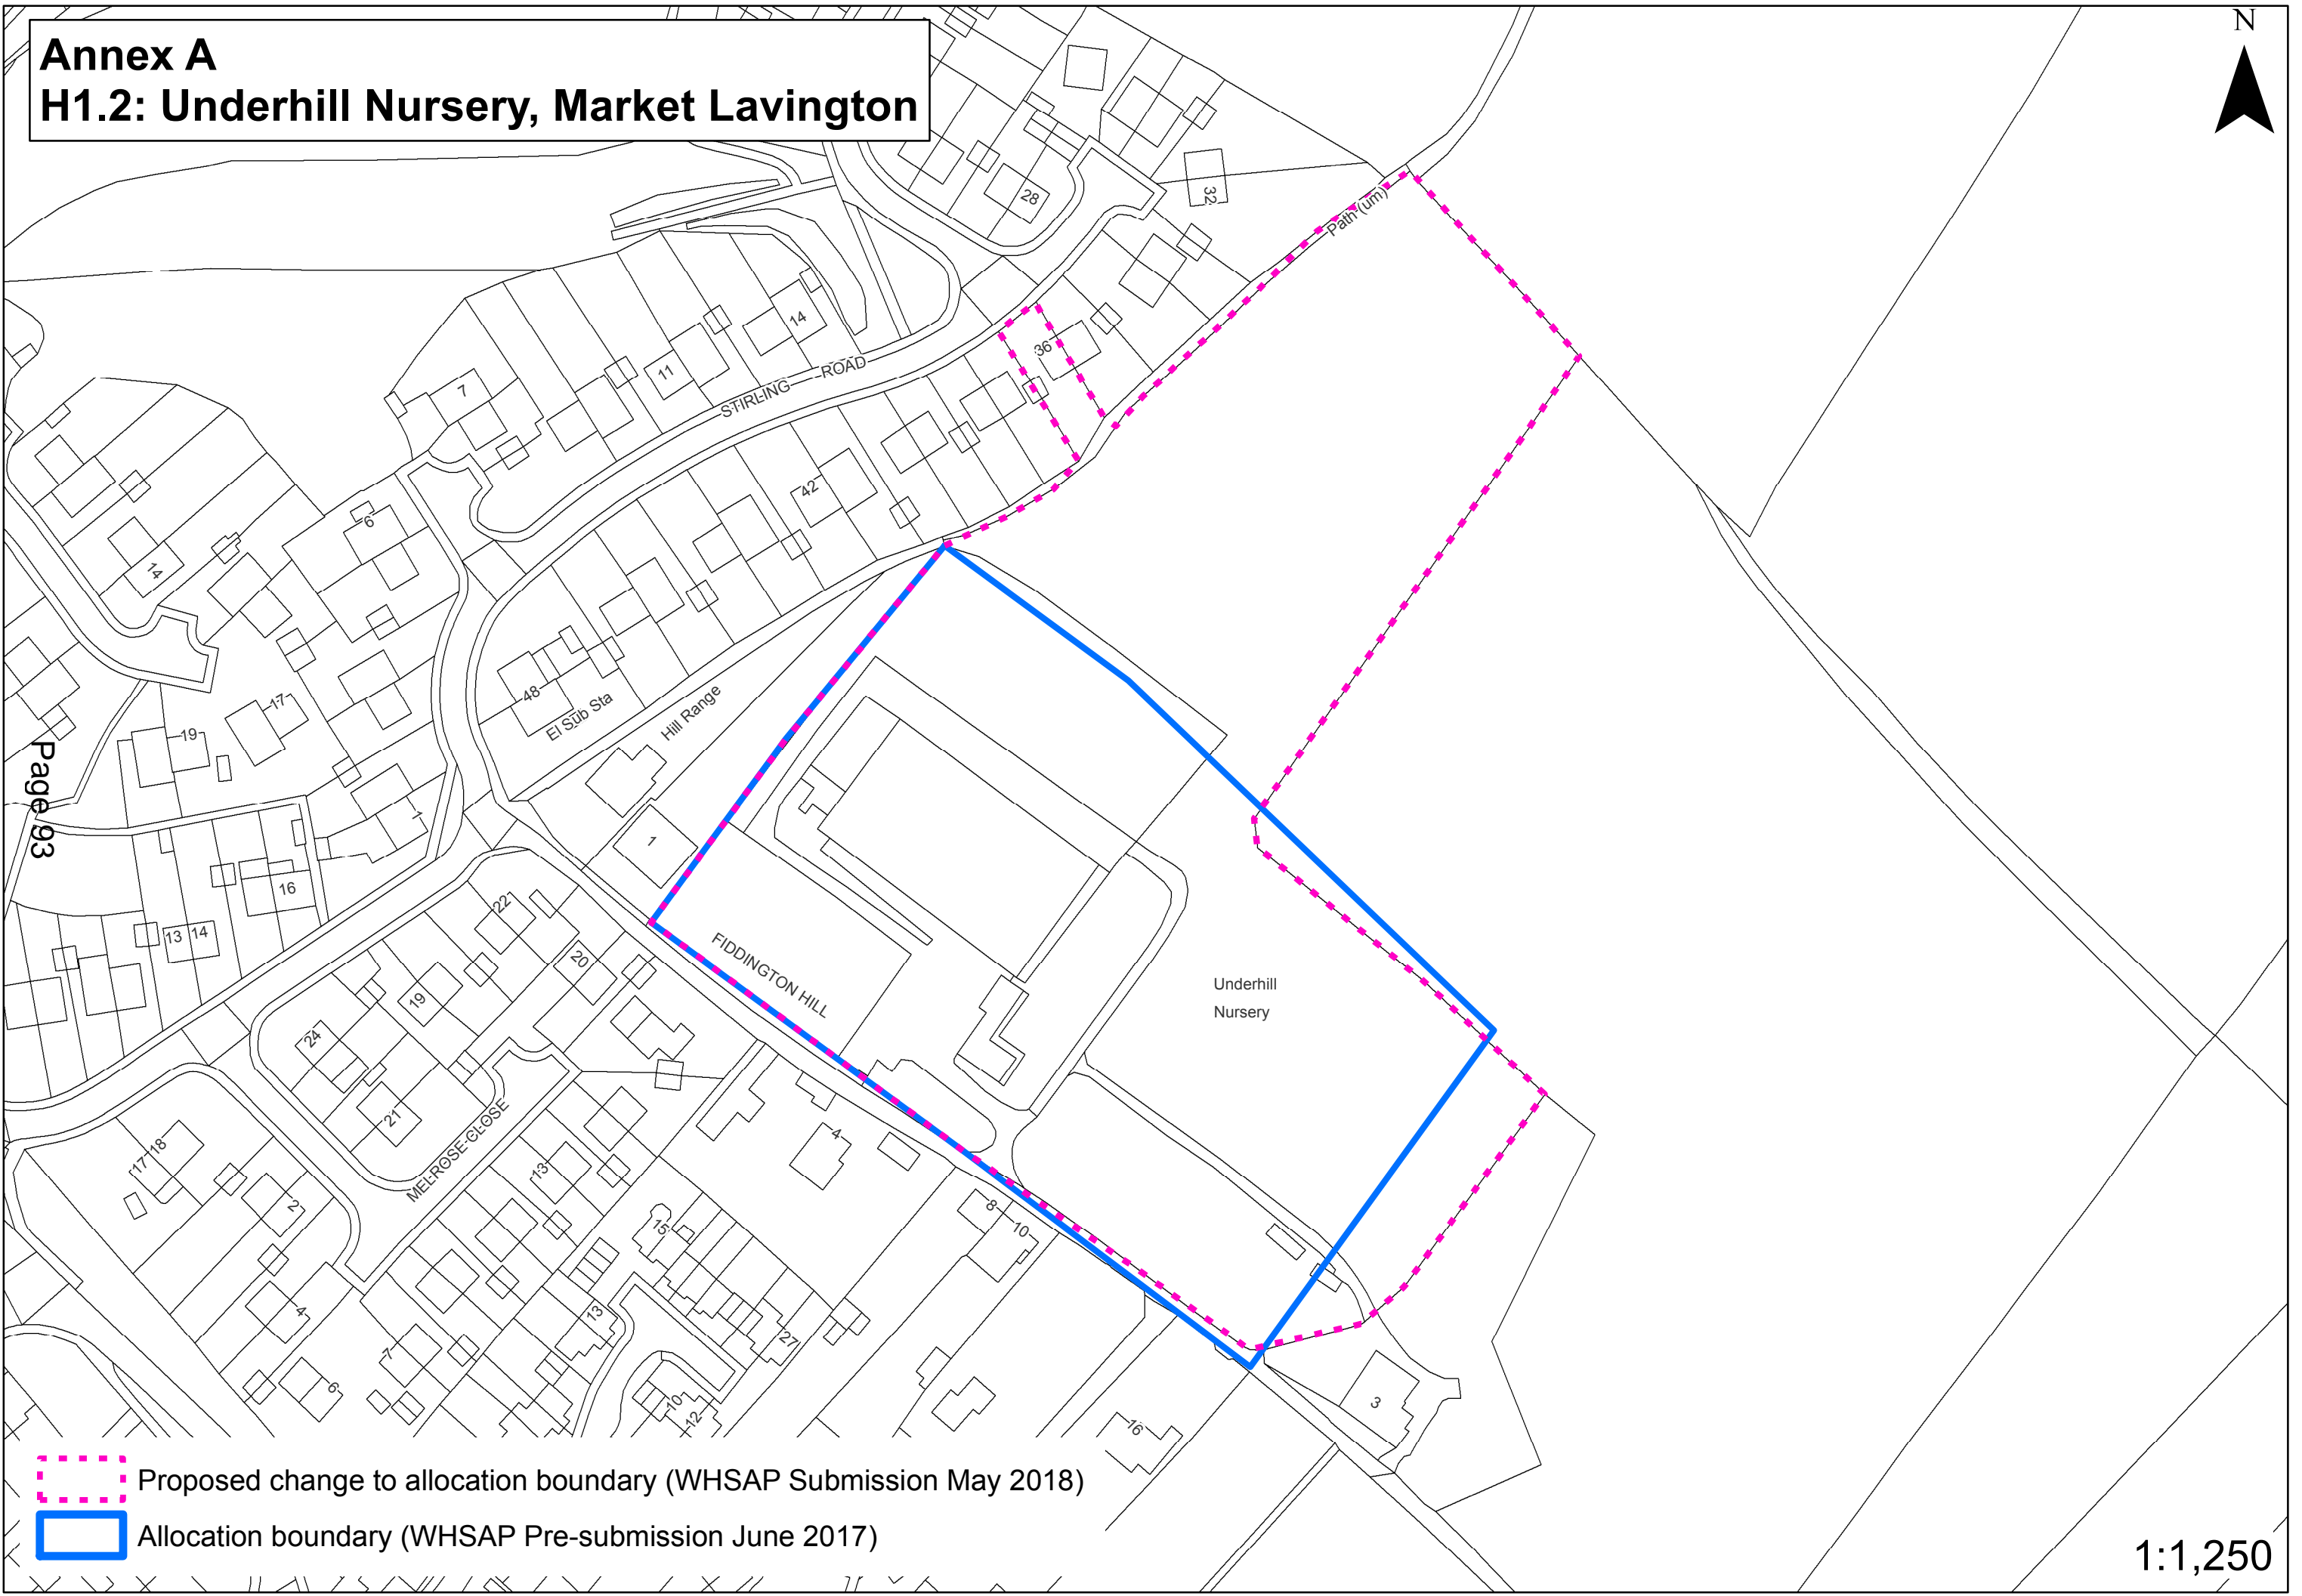 Annex A
H1.2: Underhill Nursery, Market Lavington
N
28
32
Path (um)
14
36
11
STIRLING ROAD
7
42
6
14
48
El Sub Sta
Hill Range
17
19
Page 93
1
1
16
22
13 14
20
FIDDINGTON HILL
19
Underhill
Nursery
24
21
MELROSE CLOSE
4
17 18
13
2
8
10
15
4
13
27
7
6
10
12
16
3
Proposed change to allocation boundary (WHSAP Submission May 2018)
Allocation boundary (WHSAP Pre-submission June 2017)
1:1,250